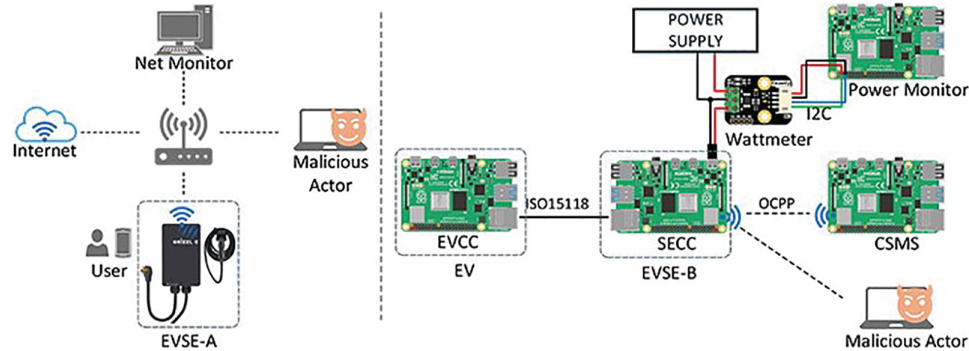 Net Monitor
Internet
Malicious
Actor
User
EVSE-A
POWER
SUPPLY
Power Monitor
I2C
Wattmeter
ISO15118
OCPP
EVCC
SECC
CSMS
EV
EVSE-B
Malicious Actor